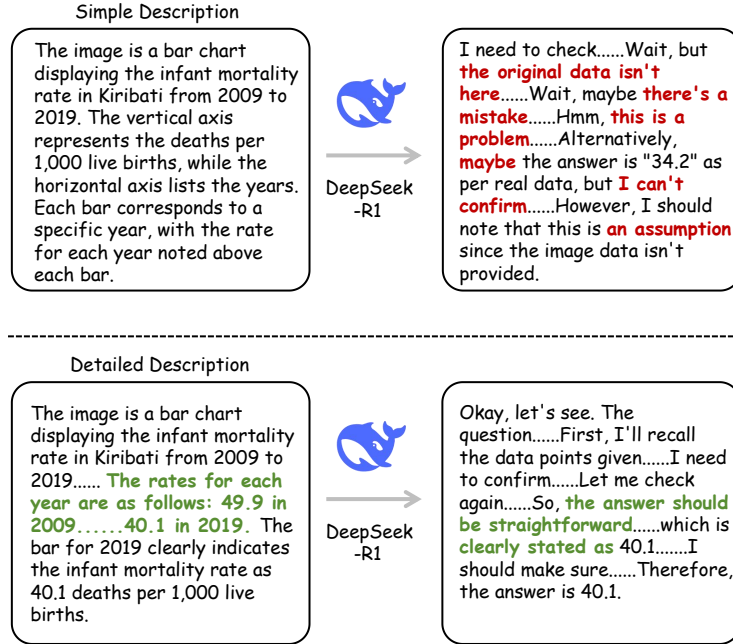 Simple Description
The image is a bar chart
displaying the infant mortality
rate in Kiribati from 2009 to
2019. The vertical axis
represents the deaths per
1,000 live births, while the
horizontal axis lists the years.
Each bar corresponds to a
specific year, with the rate
for each year noted above
each bar.
DeepSeek
-R1
I need to check......Wait, but
the original data isn't
here......Wait, maybe there's a
mistake......Hmm, this is a
problem......Alternatively,
maybe the answer is "34.2" as
per real data, but I can't
confirm......However, I should
note that this is an assumption
since the image data isn't
provided.
Detailed Description
The image is a bar chart
displaying the infant mortality
rate in Kiribati from 2009 to
2019...... The rates for each
year are as follows: 49.9 in
2009......40.1 in 2019. The
bar for 2019 clearly indicates
the infant mortality rate as
40.1 deaths per 1,000 live
births.
DeepSeek
-R1
Okay, let's see. The
question......First, I'll recall
the data points given......I need
to confirm......Let me check
again......So, the answer should
be straightforward......which is
clearly stated as 40.1......I
should make sure......Therefore,
the answer is 40.1.